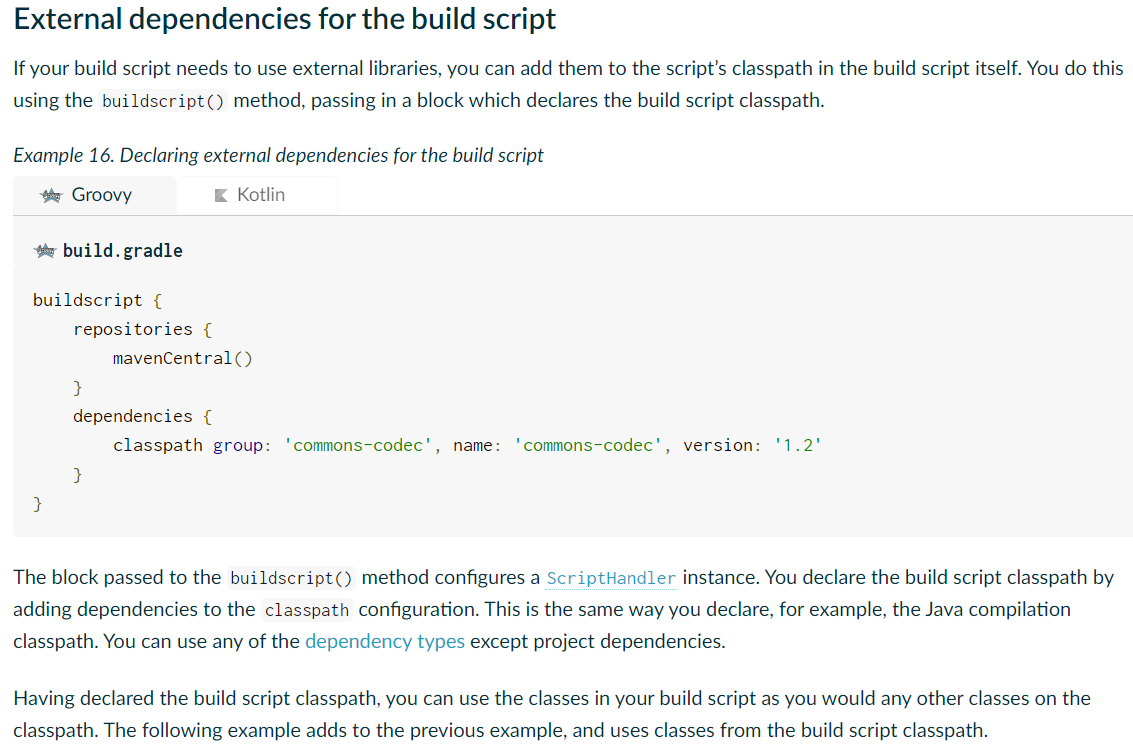 External dependencies for the build script
If your build script needs to use external libraries, you can add them to the script’s classpath in the build script itself. You do this
using the buildscript() method, passing in a block which declares the build script classpath.
Example 16. Declaring external dependencies for the build script
Groovy Kotlin
build.gradle
buildscript {
    repositories {
        mavenCentral()
    }
    dependencies {
        classpath group: 'commons-codec', name: 'commons-codec', version: '1.2'
    }
}
The block passed to the buildscript() method configures a ScriptHandler instance. You declare the build script classpath by
adding dependencies to the classpath configuration. This is the same way you declare, for example, the Java compilation
classpath. You can use any of the dependency types except project dependencies.
Having declared the build script classpath, you can use the classes in your build script as you would any other classes on the
classpath. The following example adds to the previous example, and uses classes from the build script classpath.